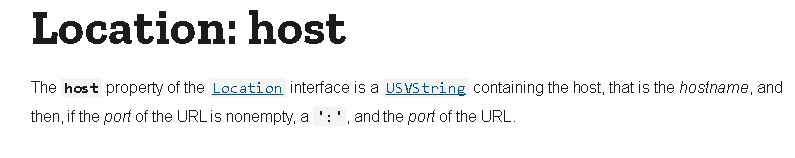 Location: host
The host property of the Location interface is a USVString containing the host, that is the hostname, and
then, if the port of the URL is nonempty, a ':', and the port of the URL.